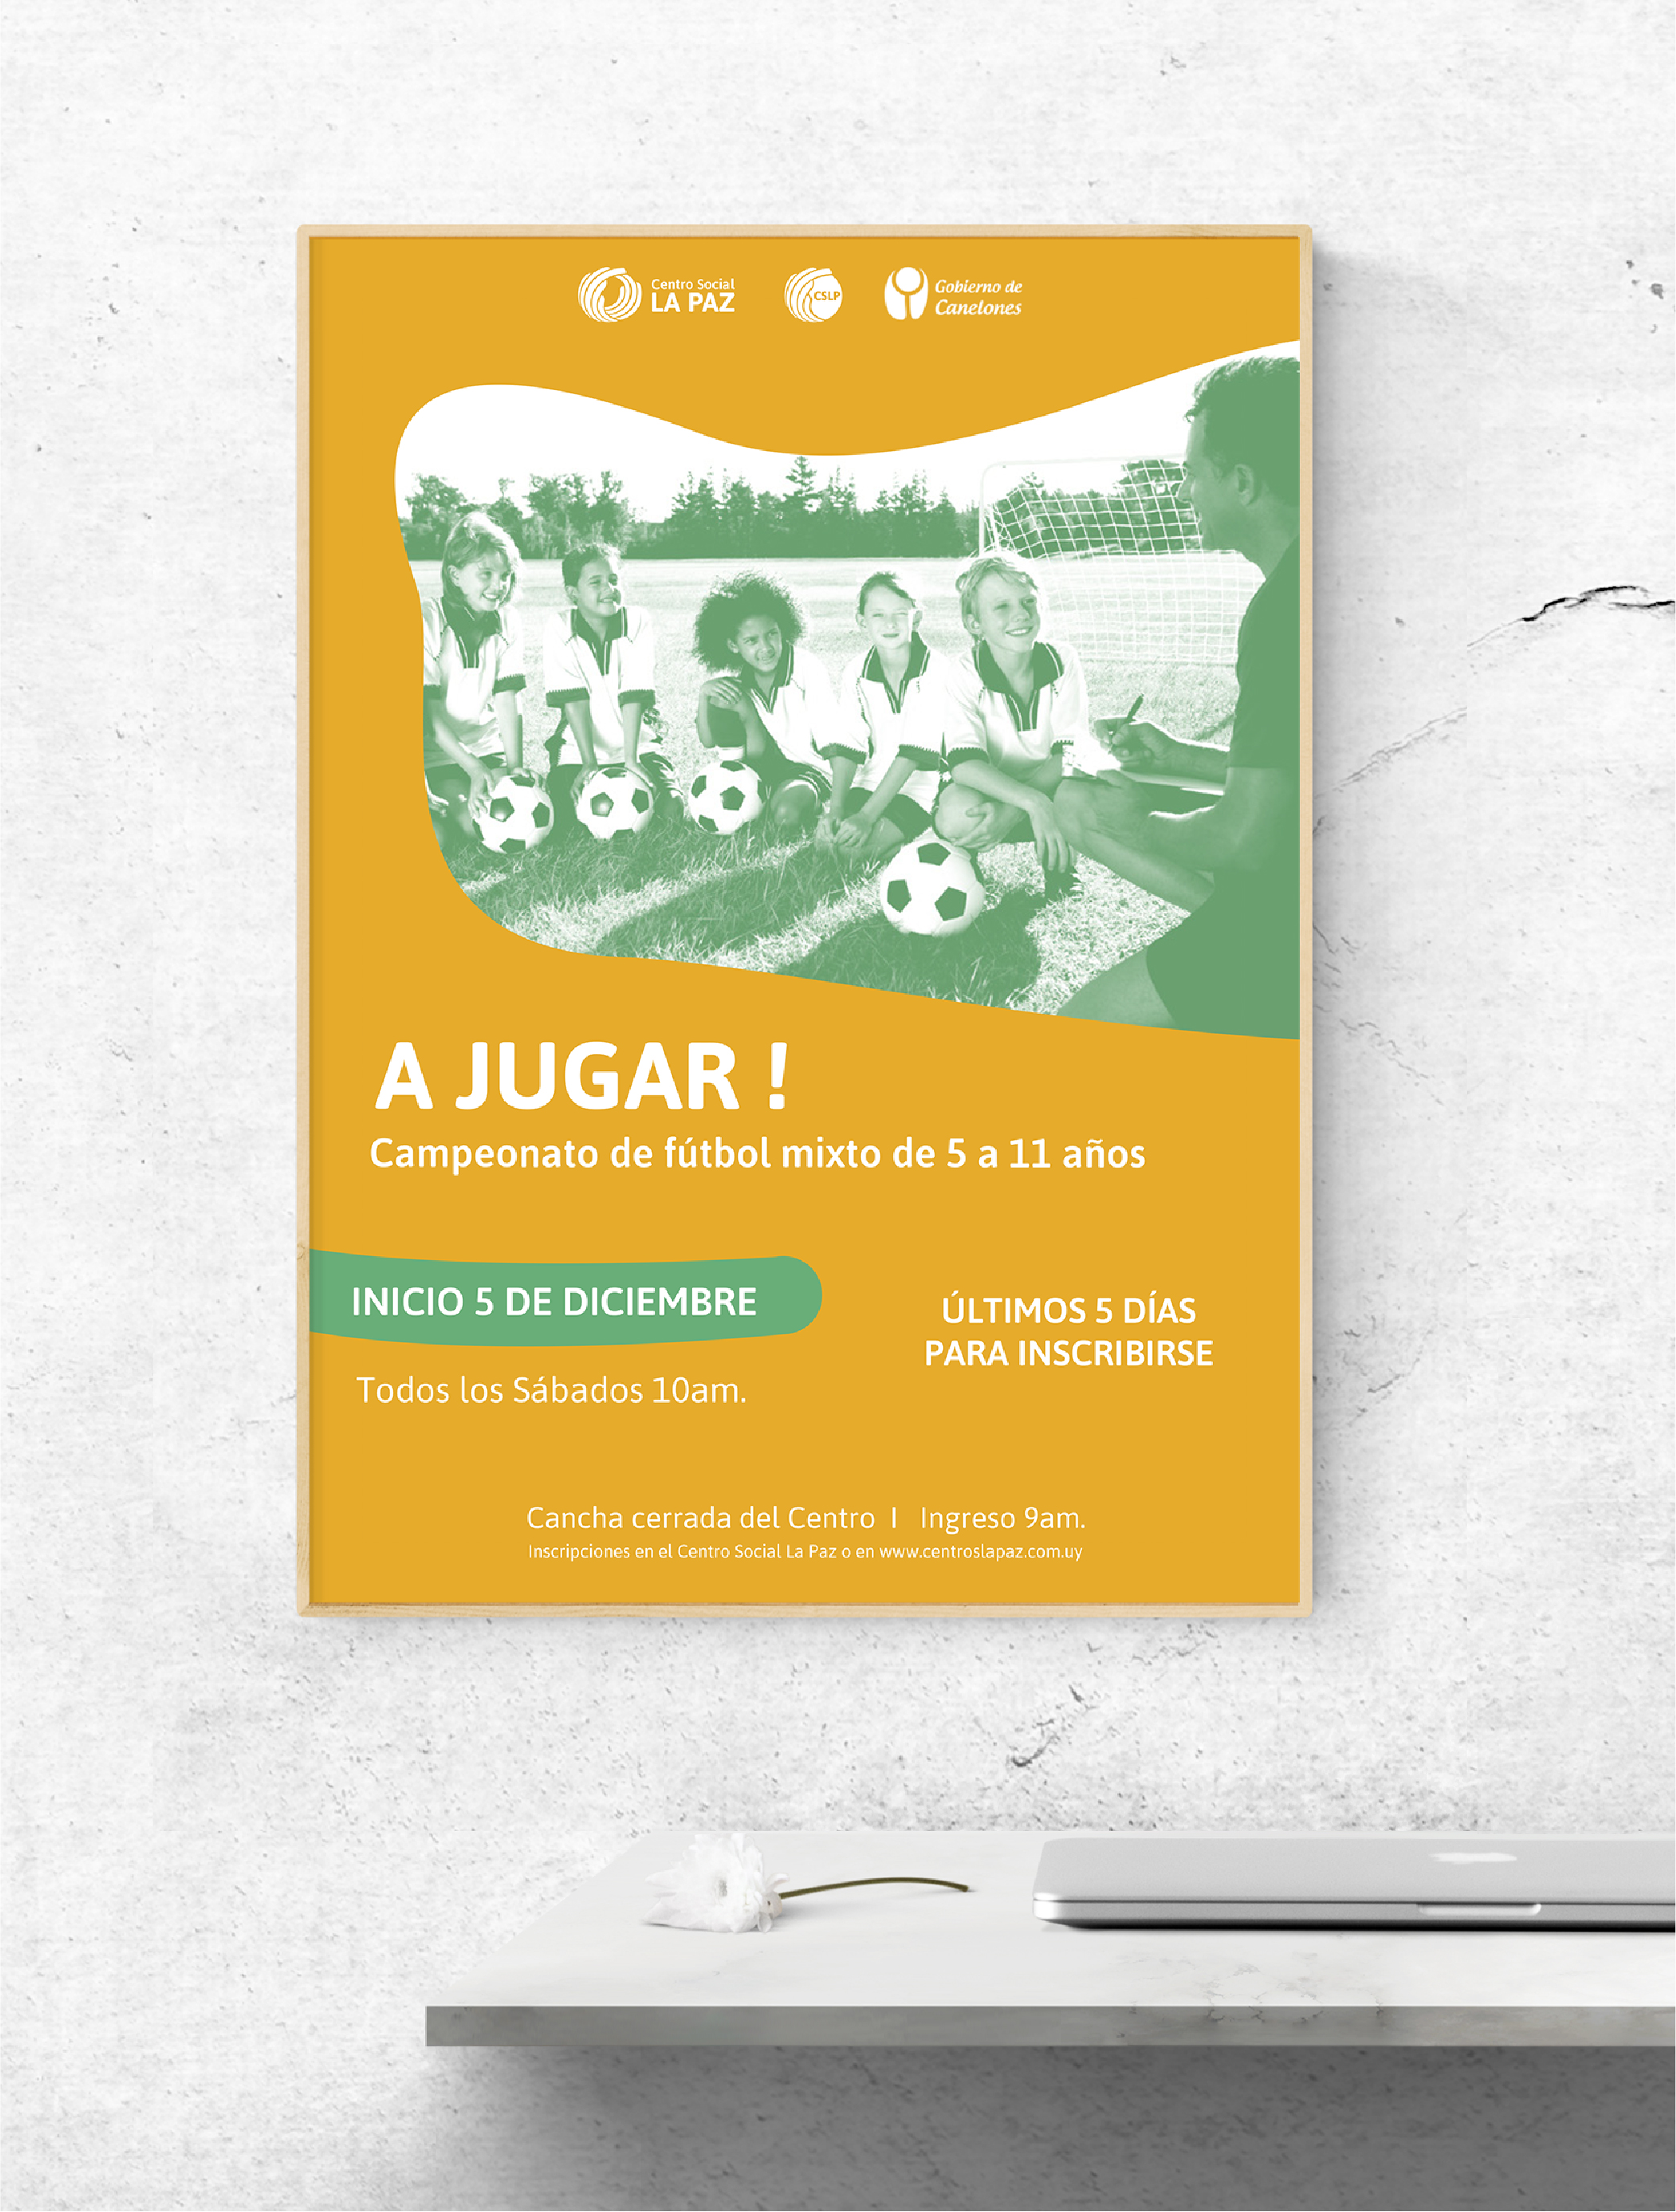 Centro Social
LA PAZ
CSLP
Gobierno de
Canelones
A JUGAR !
Campeonato de fútbol mixto de 5 a 11 años
INICIO 5 DE DICIEMBRE
Todos los Sábados 10am.
ÚLTIMOS 5 DÍAS
PARA INSCRIBIRSE
Cancha cerrada del Centro I Ingreso 9am.
Inscripciones en el Centro Social La Paz o en www.centroslapaz.com.uy